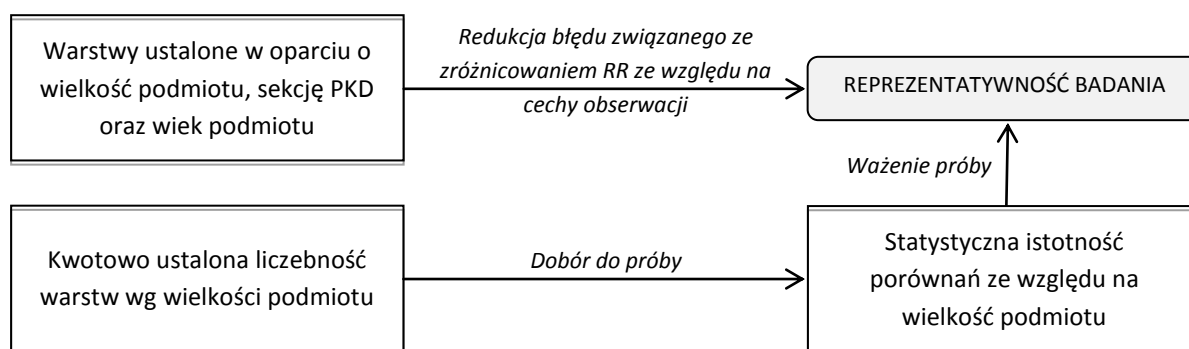 Warstwy ustalone w oparciu o
wielkość podmiotu, sekcję PKD
oraz wiek podmiotu
Redukcja błędu związanego ze
zróżnicowaniem RR ze względu na
cechy obserwacji
REPREZENTATYWNOŚĆ BADANIA
Ważenie próby
Kwotowo ustalona liczebność
warstw wg wielkości podmiotu
Dobór do próby
Statystyczna istotność
porównań ze względu na
wielkość podmiotu